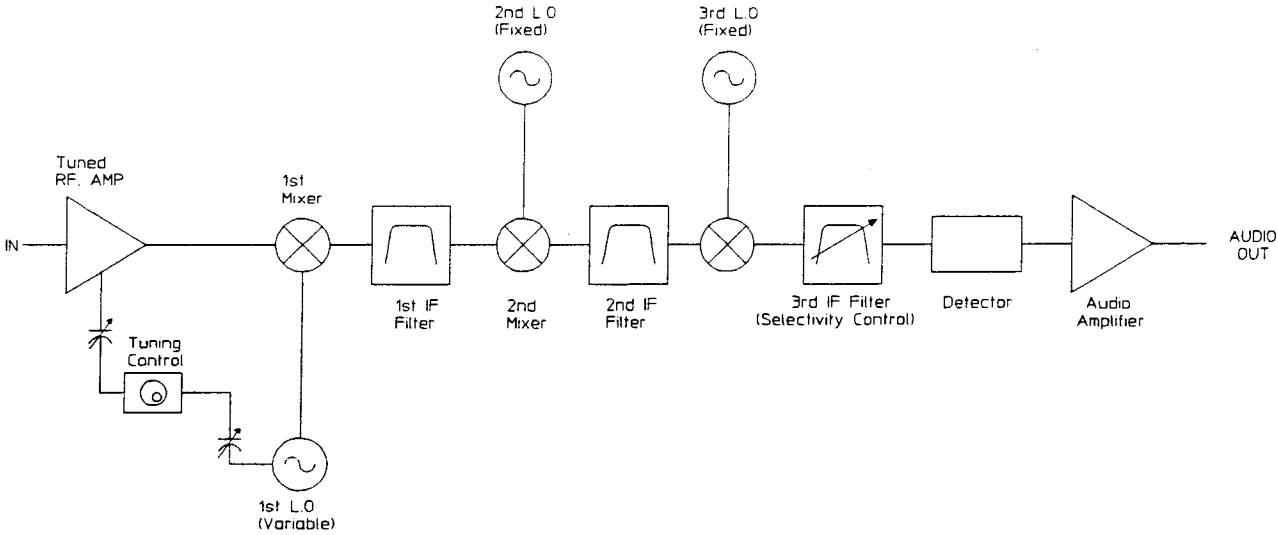 2nd L.O
(Fixed)
3rd L.O
(Fixed)
Tuned
RF. AMP
1st
Mixer
IN
AUDIO
OUT
1st IF
Filter
2nd
Mixer
2nd IF
Filter
3rd IF Filter
(Selectivity Control)
Detector
Audio
Amplifier
Tuning
Control
1st L.O
(Variable)